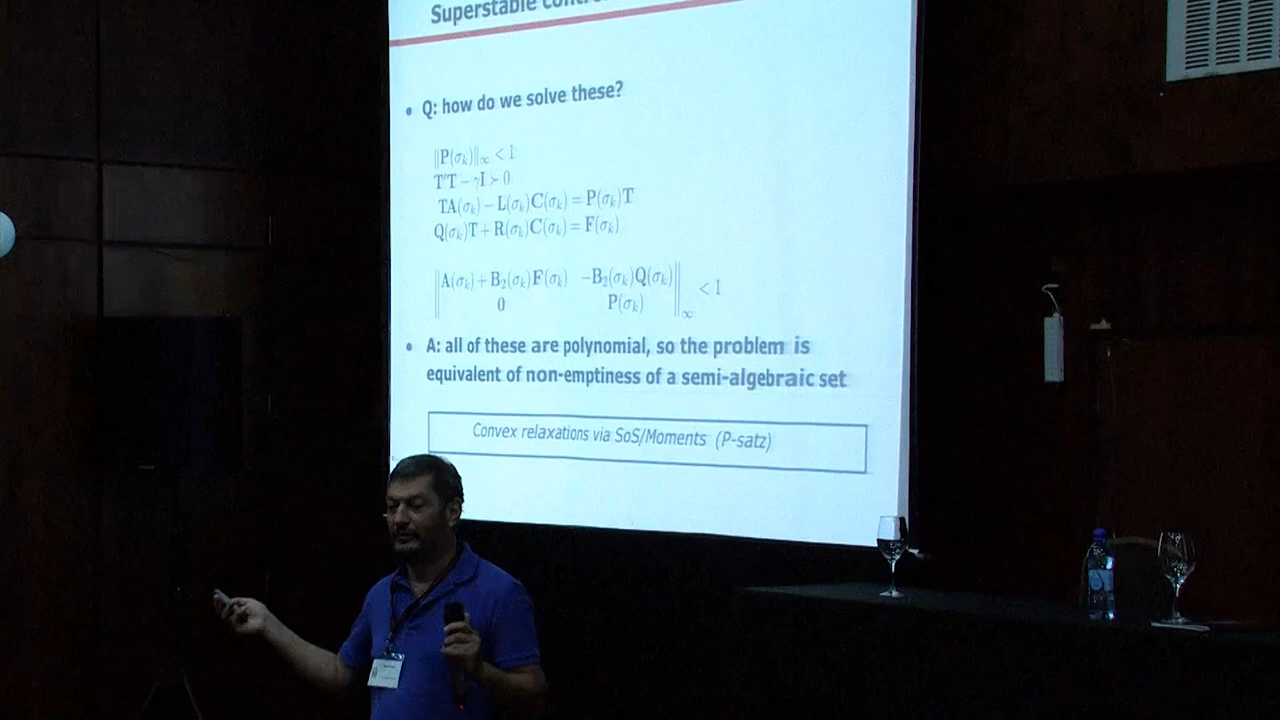 Superstable
• Q: how do we solve these?
‖P(σₖ)‖∞ < 1
T'T − γI ≻ 0
TA(σₖ) − L(σₖ)C(σₖ) = P(σₖ)T
Q(σₖ)T + R(σₖ)C(σₖ) = F(σₖ)
‖A(σₖ) + B₂(σₖ)F(σₖ) −B₂(σₖ)Q(σₖ)‖
0 P(σₖ) ∞ < 1
• A: all of these are polynomial, so the problem is
equivalent of non-emptiness of a semi-algebraic set
Convex relaxations via SoS/Moments (P-satz)